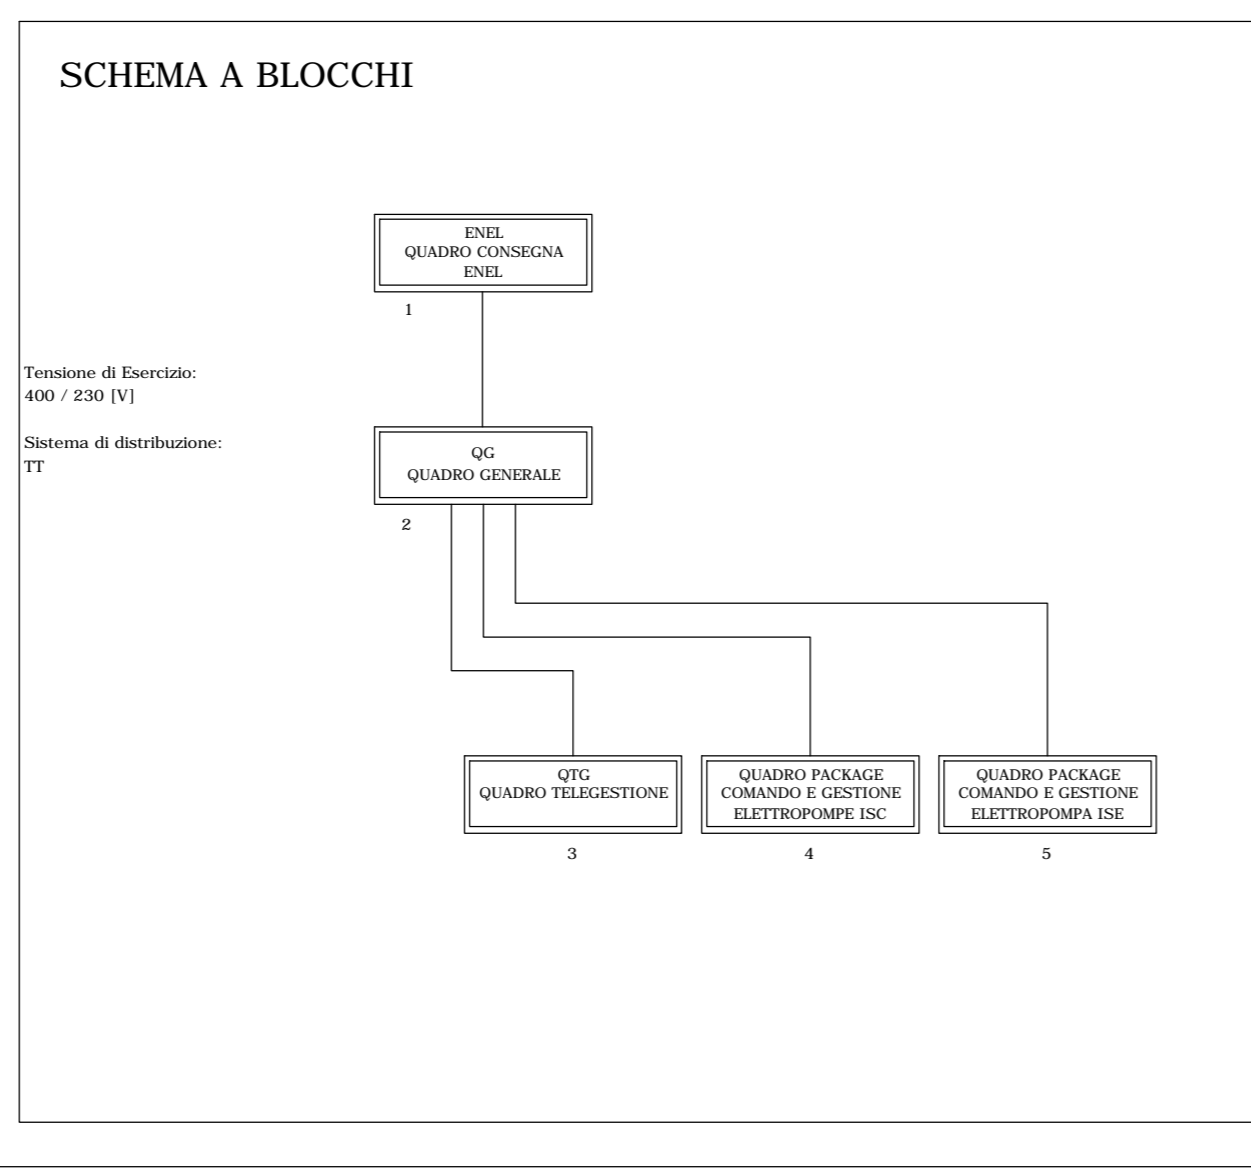 SCHEMA A BLOCCHI
ENEL
QUADRO CONSEGNA
ENEL
1
Tensione di Esercizio:
400 / 230 [V]
Sistema di distribuzione:
TT
QG
QUADRO GENERALE
2
QTG
QUADRO TELEGESTIONE
3
QUADRO PACKAGE
COMANDO E GESTIONE
ELETTROPOMPE ISC
4
QUADRO PACKAGE
COMANDO E GESTIONE
ELETTROPOMPA ISE
5